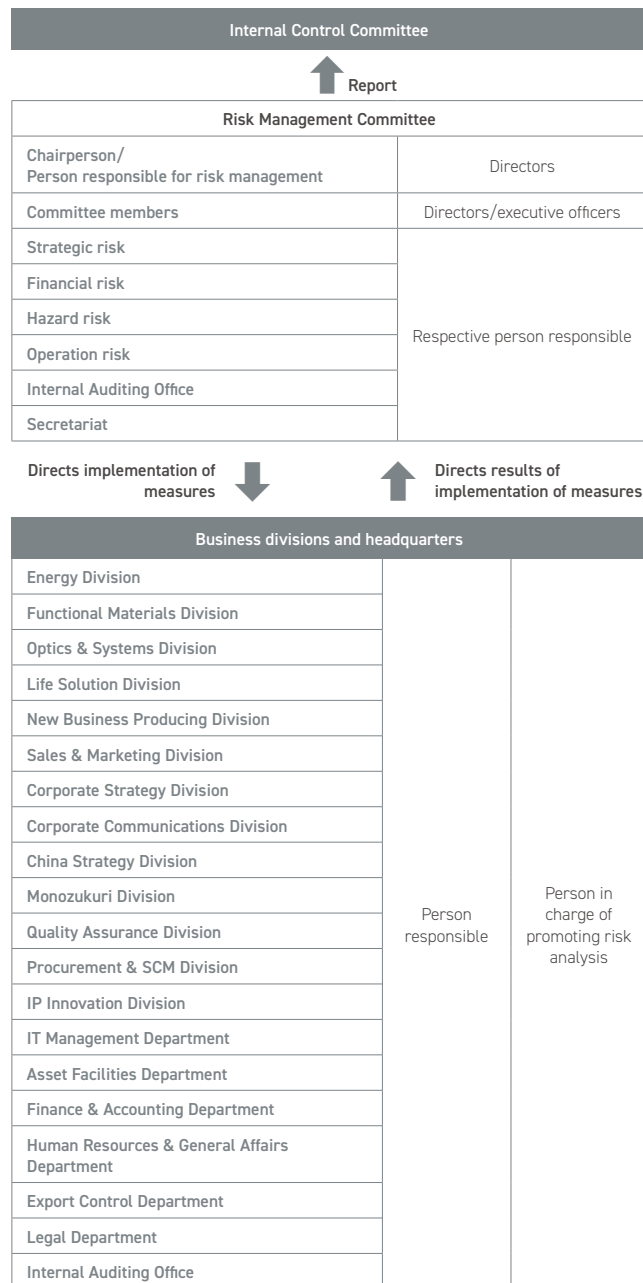 Internal Control Committee
Report
Risk Management Committee
Chairperson/
Person responsible for risk management
Directors
Committee members
Directors/executive officers
Strategic risk
Financial risk
Hazard risk
Operation risk
Internal Auditing Office
Secretariat
Respective person responsible
Directs implementation of
measures
Directs results of
implementation of measures
Business divisions and headquarters
Energy Division
Functional Materials Division
Optics & Systems Division
Life Solution Division
New Business Producing Division
Sales & Marketing Division
Corporate Strategy Division
Corporate Communications Division
China Strategy Division
Monozukuri Division
Quality Assurance Division
Procurement & SCM Division
IP Innovation Division
IT Management Department
Asset Facilities Department
Finance & Accounting Department
Human Resources & General Affairs
Department
Export Control Department
Legal Department
Internal Auditing Office
Person
responsible
Person in
charge of
promoting risk
analysis